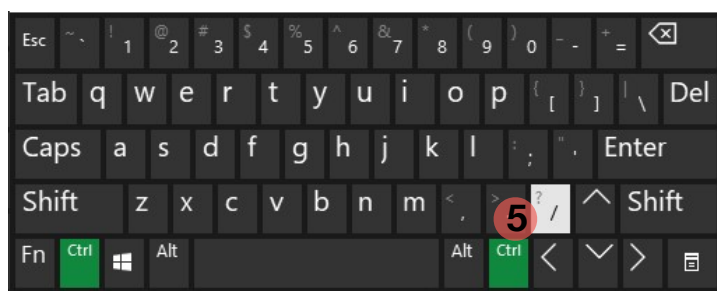 Esc ~ ` ! 1 @ 2 # 3 $ 4 % 5 ^ 6 & 7 * 8 ( 9 ) 0 _ - + =
Tab q w e r t y u i o p { [ } ] | \ Del
Caps a s d f g h j k l : ; " ' Enter
Shift z x c v b n m < , > 5 ? / Shift
Fn Ctrl Alt Alt Ctrl